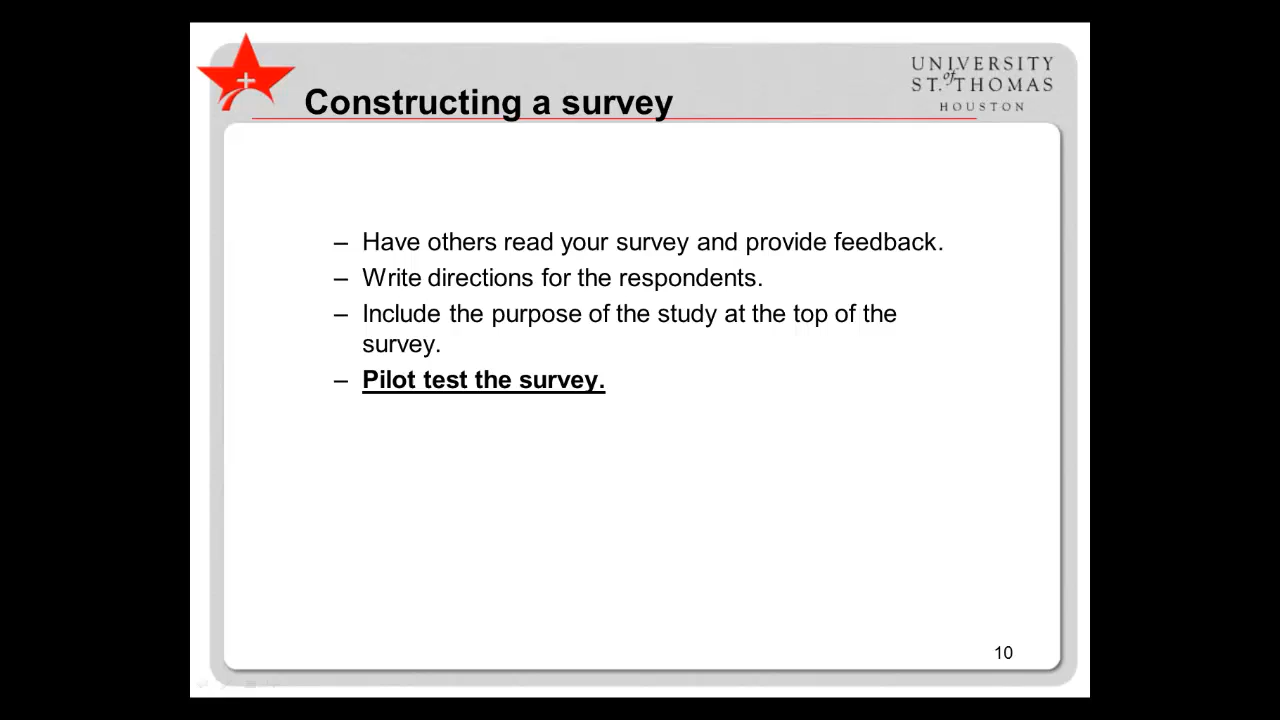 UNIVERSITY
of
ST. THOMAS
HOUSTON
Constructing a survey
– Have others read your survey and provide feedback.
– Write directions for the respondents.
– Include the purpose of the study at the top of the
survey.
– Pilot test the survey.
10